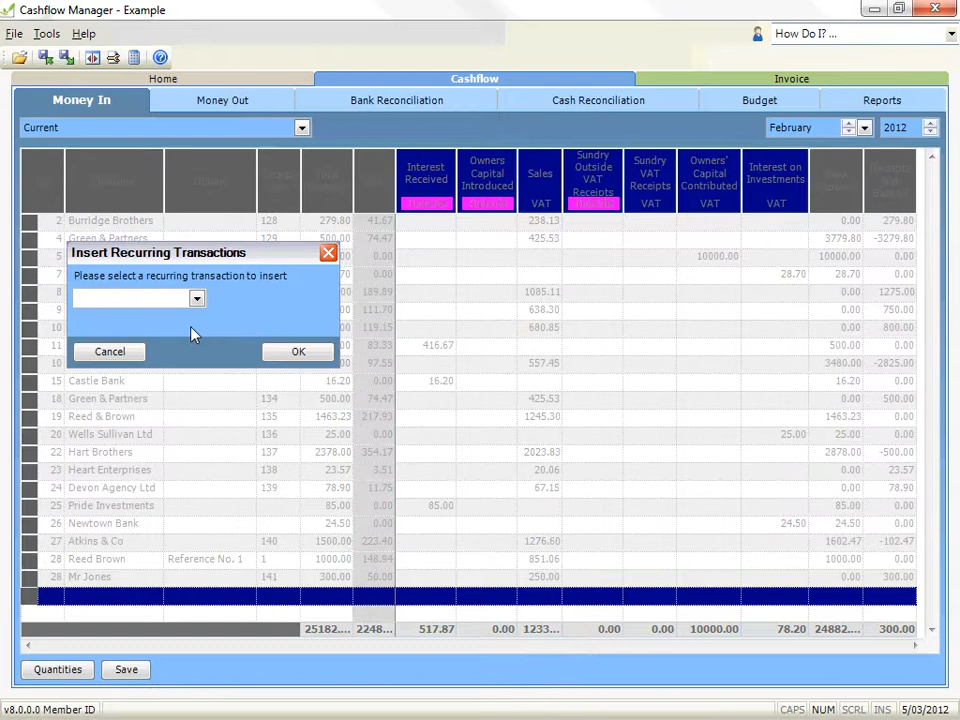 Cashflow Manager - Example
File Tools Help
How Do I? ...
Home Cashflow Invoice
Money In Money Out Bank Reconciliation Cash Reconciliation Budget Reports
Current February 2012
Interest Received
Owners Capital Introduced
Sales VAT
Sundry Outside VAT Receipts
Sundry VAT Receipts VAT
Owners' Capital Contributed VAT
Interest on Investments VAT
2 Burridge Brothers 128 279.80 41.67 238.13 0.00 279.80
4 Green & Partners 129 500.00 74.47 425.53 3779.80 -3279.80
5 0.00 10000.00 10000.00 0.00
7 0.00 28.70 28.70 0.00
8 189.89 1085.11 0.00 1275.00
9 111.70 638.30 0.00 750.00
10 119.15 680.85 0.00 800.00
11 83.33 416.67 500.00 0.00
10 97.55 557.45 3480.00 -2825.00
15 Castle Bank 16.20 0.00 16.20 16.20 0.00
18 Green & Partners 134 500.00 74.47 425.53 0.00 500.00
19 Reed & Brown 135 1463.23 217.93 1245.30 1463.23 0.00
20 Wells Sullivan Ltd 136 25.00 0.00 25.00 25.00 0.00
22 Hart Brothers 137 2378.00 354.17 2023.83 2878.00 -500.00
23 Heart Enterprises 138 23.57 3.51 20.06 0.00 23.57
24 Devon Agency Ltd 139 78.90 11.75 67.15 0.00 78.90
25 Pride Investments 85.00 0.00 85.00 85.00 0.00
26 Newtown Bank 24.50 0.00 24.50 24.50 0.00
27 Atkins & Co 140 1500.00 223.40 1276.60 1602.47 -102.47
28 Reed Brown Reference No. 1 1 1000.00 148.94 851.06 1000.00 0.00
28 Mr Jones 141 300.00 50.00 250.00 0.00 300.00
25182.... 2248... 517.87 0.00 1233... 0.00 0.00 10000.00 78.20 24882.... 300.00
Insert Recurring Transactions
Please select a recurring transaction to insert
Cancel OK
Quantities Save
v8.0.0.0 Member ID CAPS NUM SCRL INS 5/03/2012